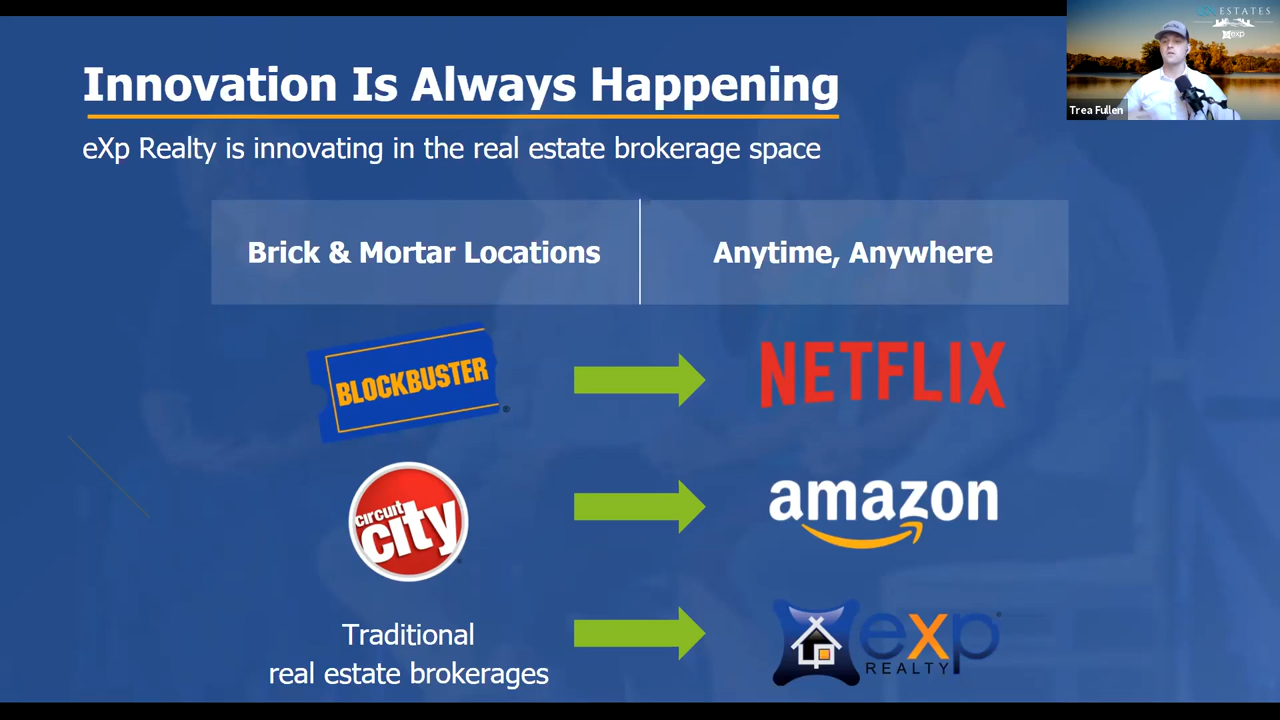 Innovation Is Always Happening
eXp Realty is innovating in the real estate brokerage space
ESTATES
exp
Trea Fullen
Brick & Mortar Locations
Anytime, Anywhere
BLOCKBUSTER®
NETFLIX
circuit
city
amazon
Traditional
real estate brokerages
exp®
REALTY